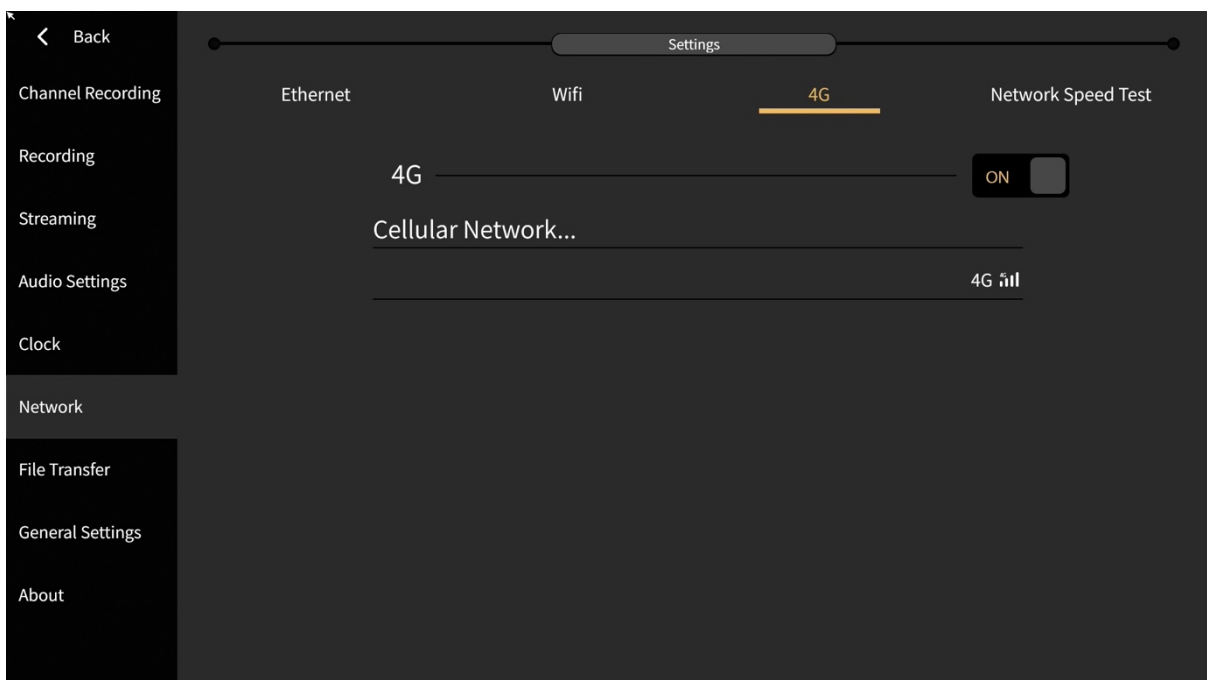 Back
Settings
Channel Recording
Recording
Streaming
Audio Settings
Clock
Network
File Transfer
General Settings
About
Ethernet
Wifi
4G
Network Speed Test
4G
ON
Cellular Network...
4G